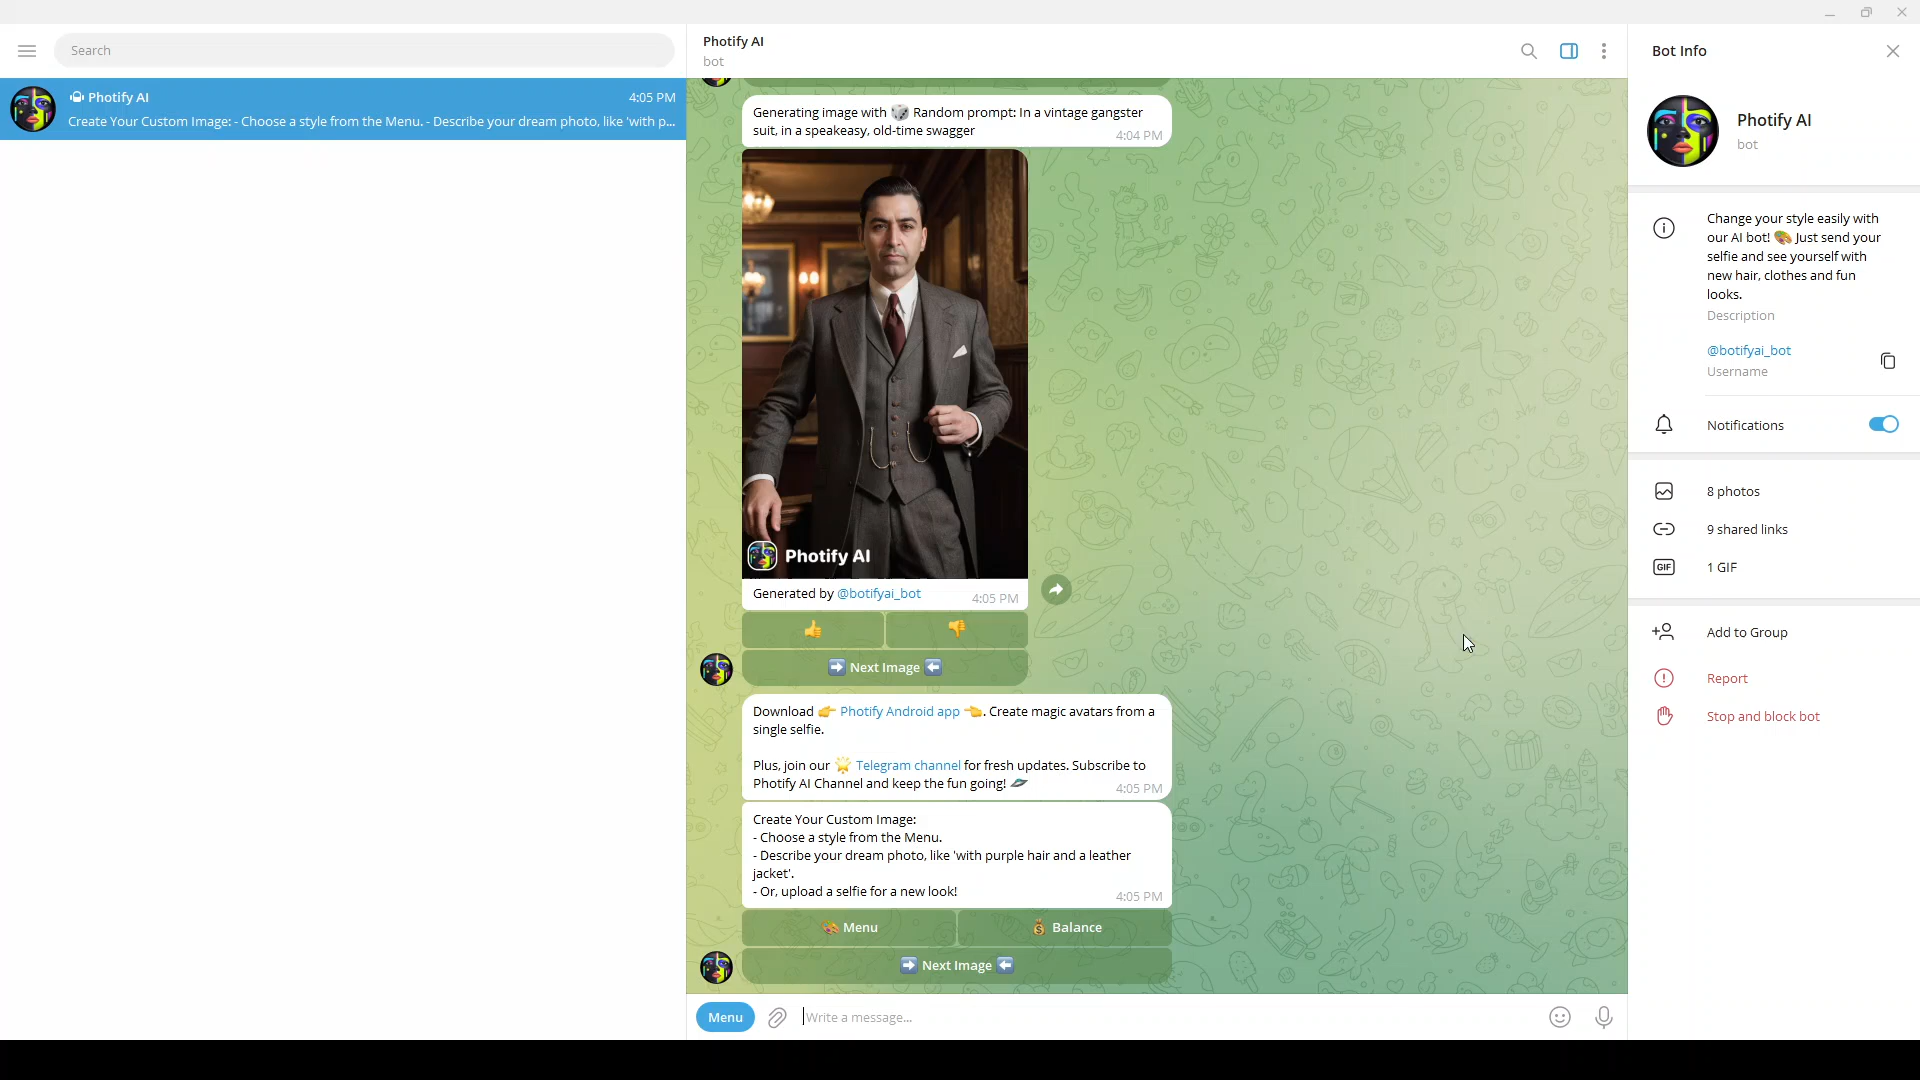 Search
Photify AI
4:05 PM
Create Your Custom Image: - Choose a style from the Menu. - Describe your dream photo, like 'with p...
Photify AI
bot
Generating image with 🎲 Random prompt: In a vintage gangster
suit, in a speakeasy, old-time swagger
4:04 PM
Photify AI
Generated by @botifyai_bot
4:05 PM
👍
👎
➡️ Next Image ⬅️
Download 👉 Photify Android app 👈. Create magic avatars from a
single selfie.
Plus, join our 🌟 Telegram channel for fresh updates. Subscribe to
Photify AI Channel and keep the fun going! 🪶
4:05 PM
Create Your Custom Image:
- Choose a style from the Menu.
- Describe your dream photo, like 'with purple hair and a leather
jacket'.
- Or, upload a selfie for a new look!
4:05 PM
🎨 Menu
💰 Balance
➡️ Next Image ⬅️
Menu
Write a message...
Bot Info
Photify AI
bot
Change your style easily with
our AI bot! 🎨 Just send your
selfie and see yourself with
new hair, clothes and fun
looks.
Description
@botifyai_bot
Username
Notifications
8 photos
9 shared links
GIF
1 GIF
Add to Group
Report
Stop and block bot